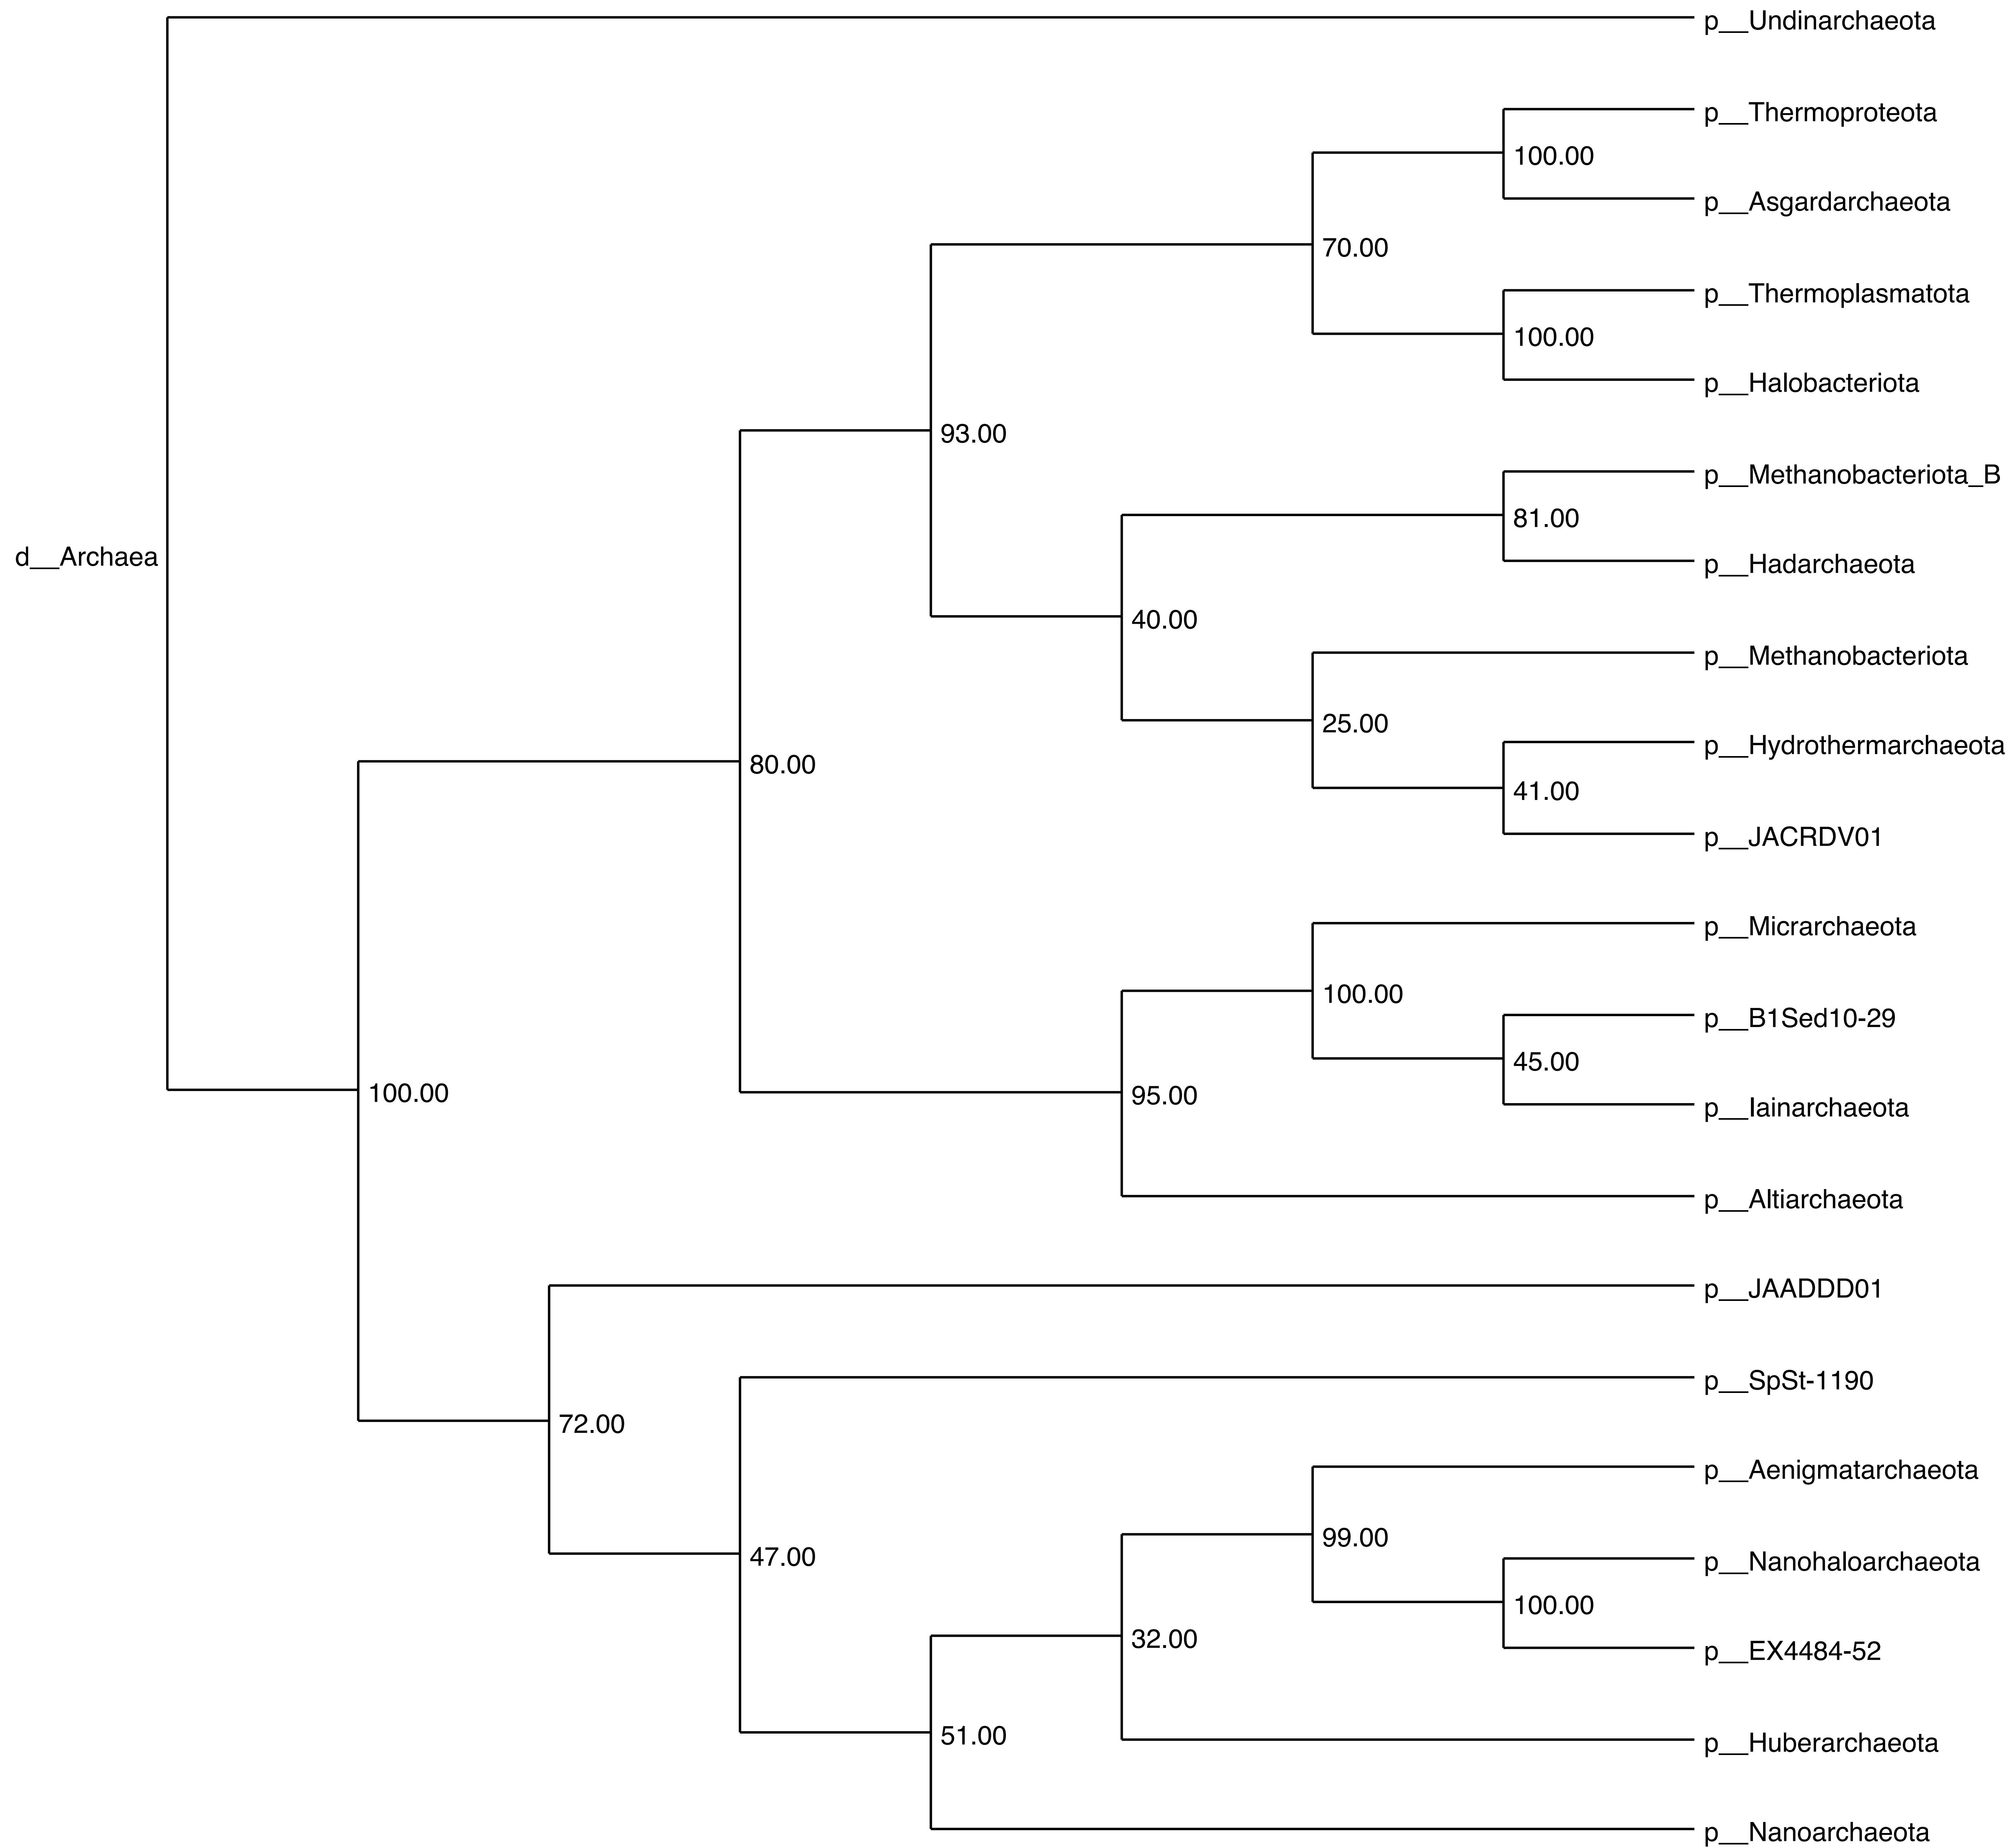 p__Undinarchaeota
p__Thermoproteota
100.00
p__Asgardarchaeota
70.00
p__Thermoplasmatota
100.00
p__Halobacteriota
93.00
p__Methanobacteriota_B
81.00
d__Archaea
p__Hadarchaeota
40.00
p__Methanobacteriota
25.00
p__Hydrothermarchaeota
80.00
41.00
p__JACRDV01
p__Micrarchaeota
100.00
p__B1Sed10-29
45.00
100.00
95.00
p__Iainarchaeota
p__Altiarchaeota
p__JAADDD01
p__SpSt-1190
72.00
p__Aenigmatarchaeota
99.00
47.00
p__Nanohaloarchaeota
100.00
32.00
p__EX4484-52
51.00
p__Huberarchaeota
p__Nanoarchaeota